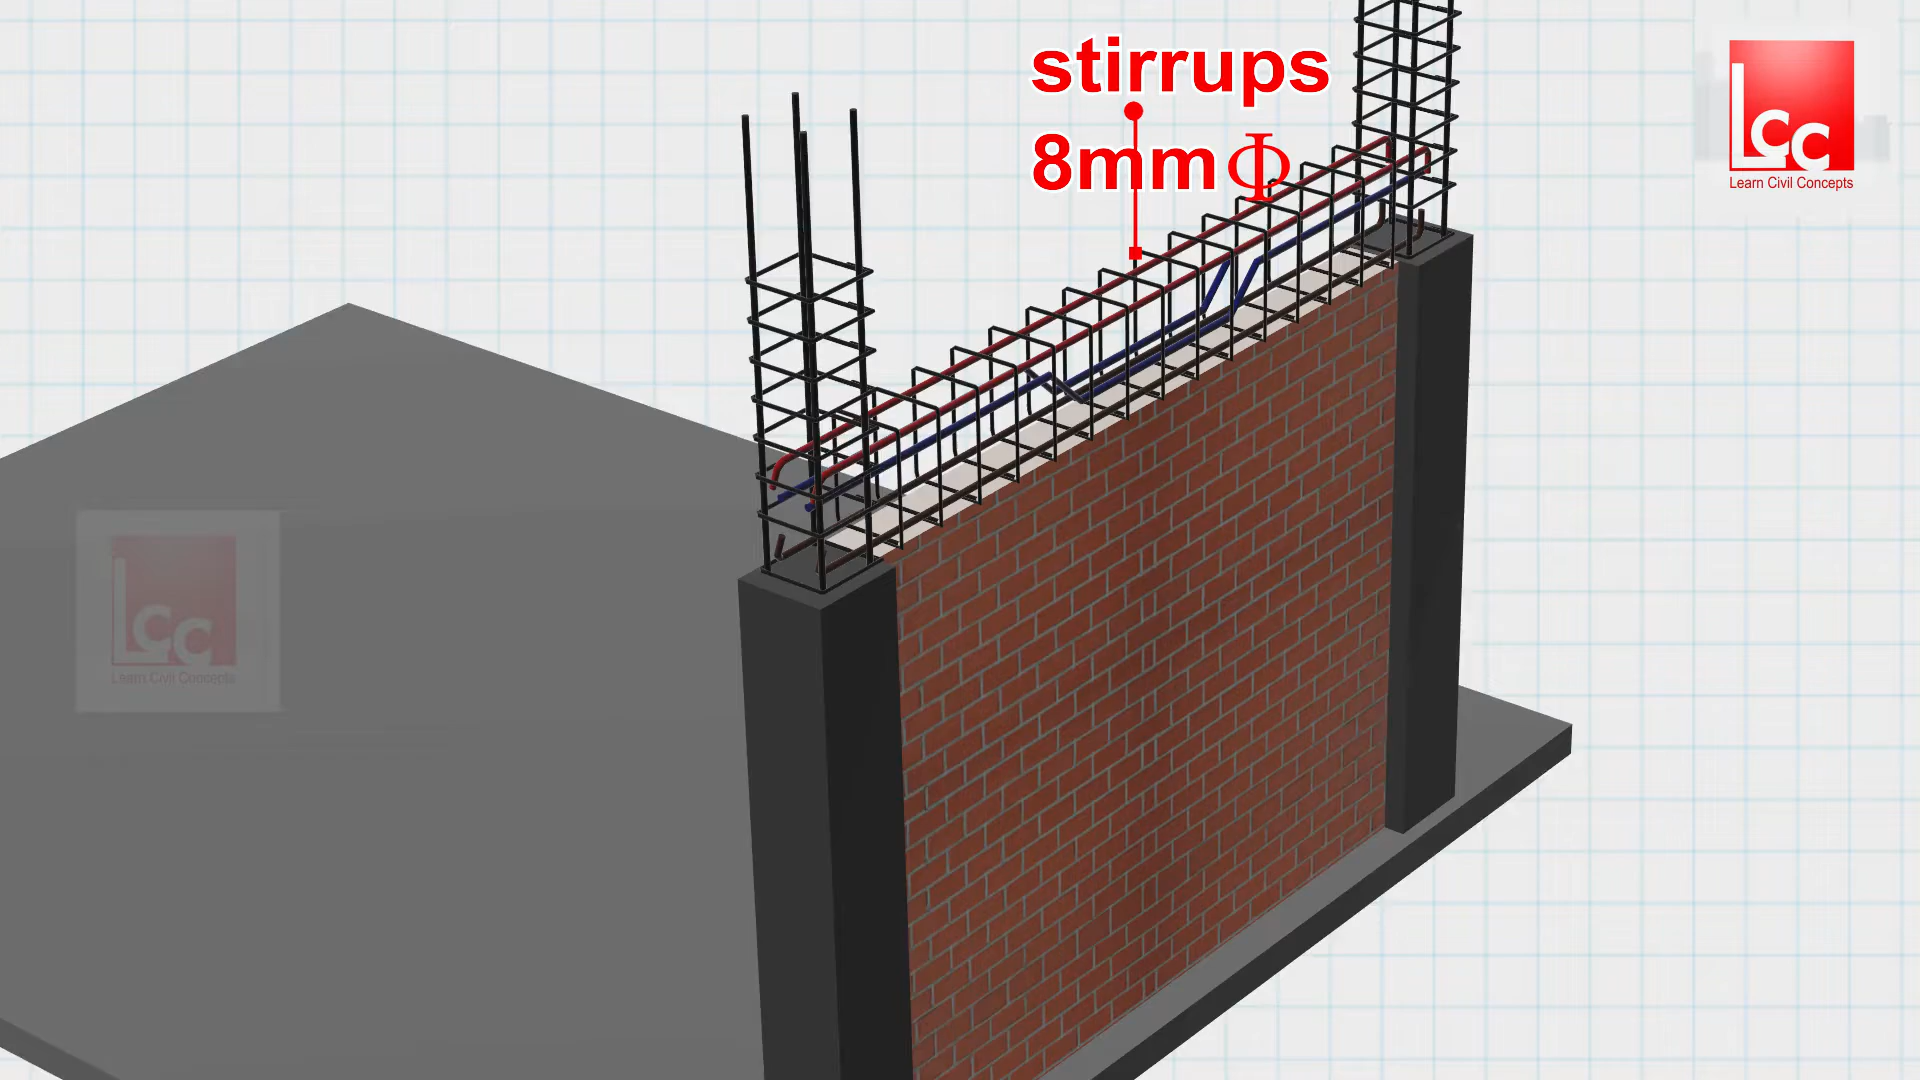 stirrups
8mmΦ
LCC
Learn Civil Concepts
LCC
Learn Civil Concepts